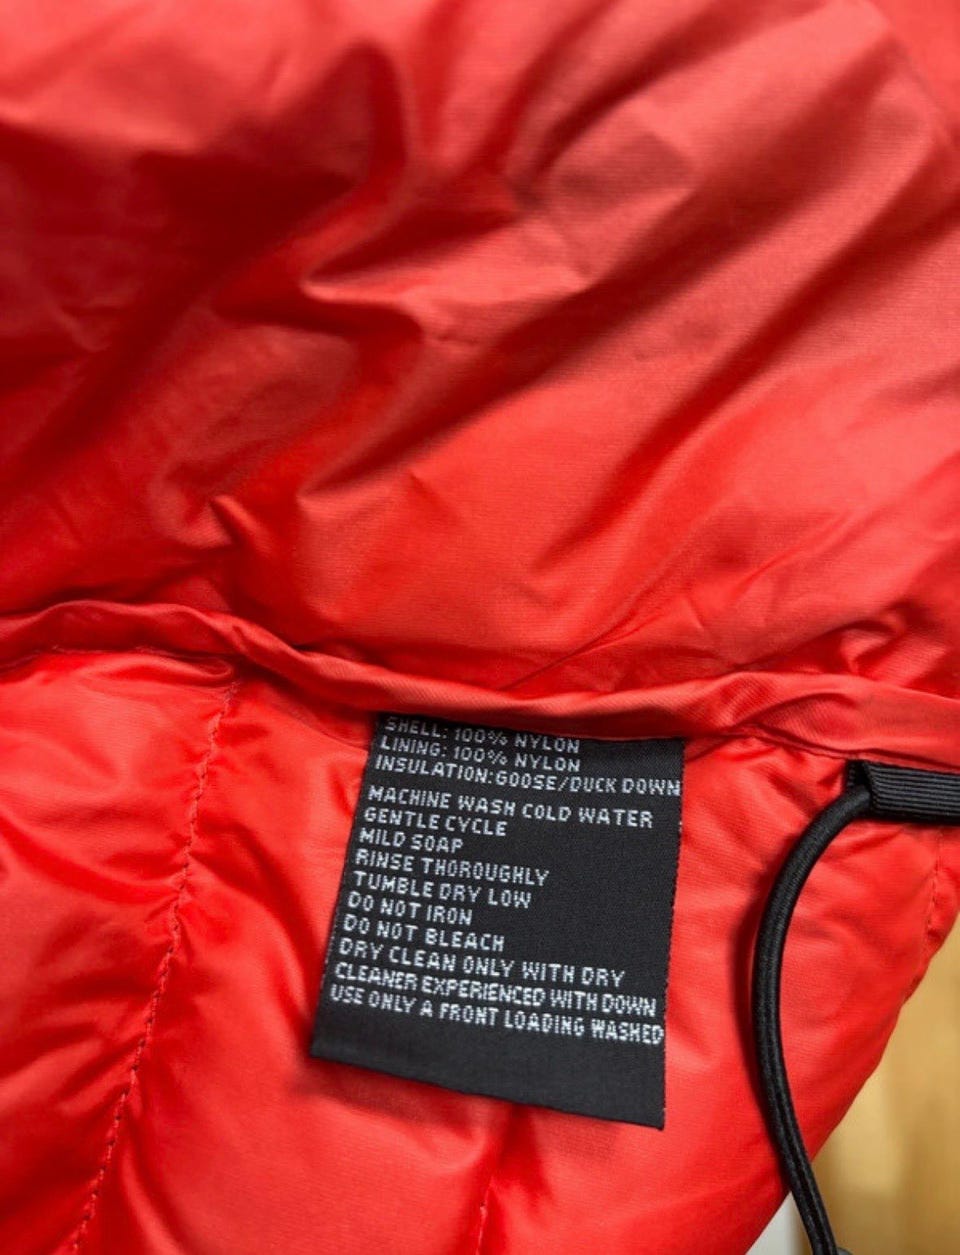 SHELL: 100% NYLON
LINING: 100% NYLON
INSULATION: GOOSE/DUCK DOWN
MACHINE WASH COLD WATER
GENTLE CYCLE
MILD SOAP
RINSE THOROUGHLY
TUMBLE DRY LOW
DO NOT IRON
DO NOT BLEACH
DRY CLEAN ONLY WITH DRY
CLEANER EXPERIENCED WITH DOWN
USE ONLY A FRONT LOADING WASHED